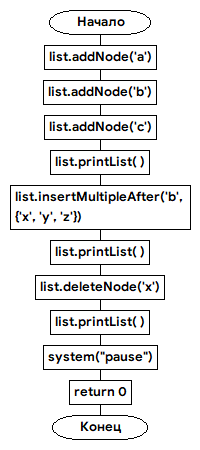 Начало
list.addNode('a')
list.addNode('b')
list.addNode('c')
list.printList( )
list.insertMultipleAfter('b',
{'x', 'y', 'z'})
list.printList( )
list.deleteNode('x')
list.printList( )
system("pause")
return 0
Конец